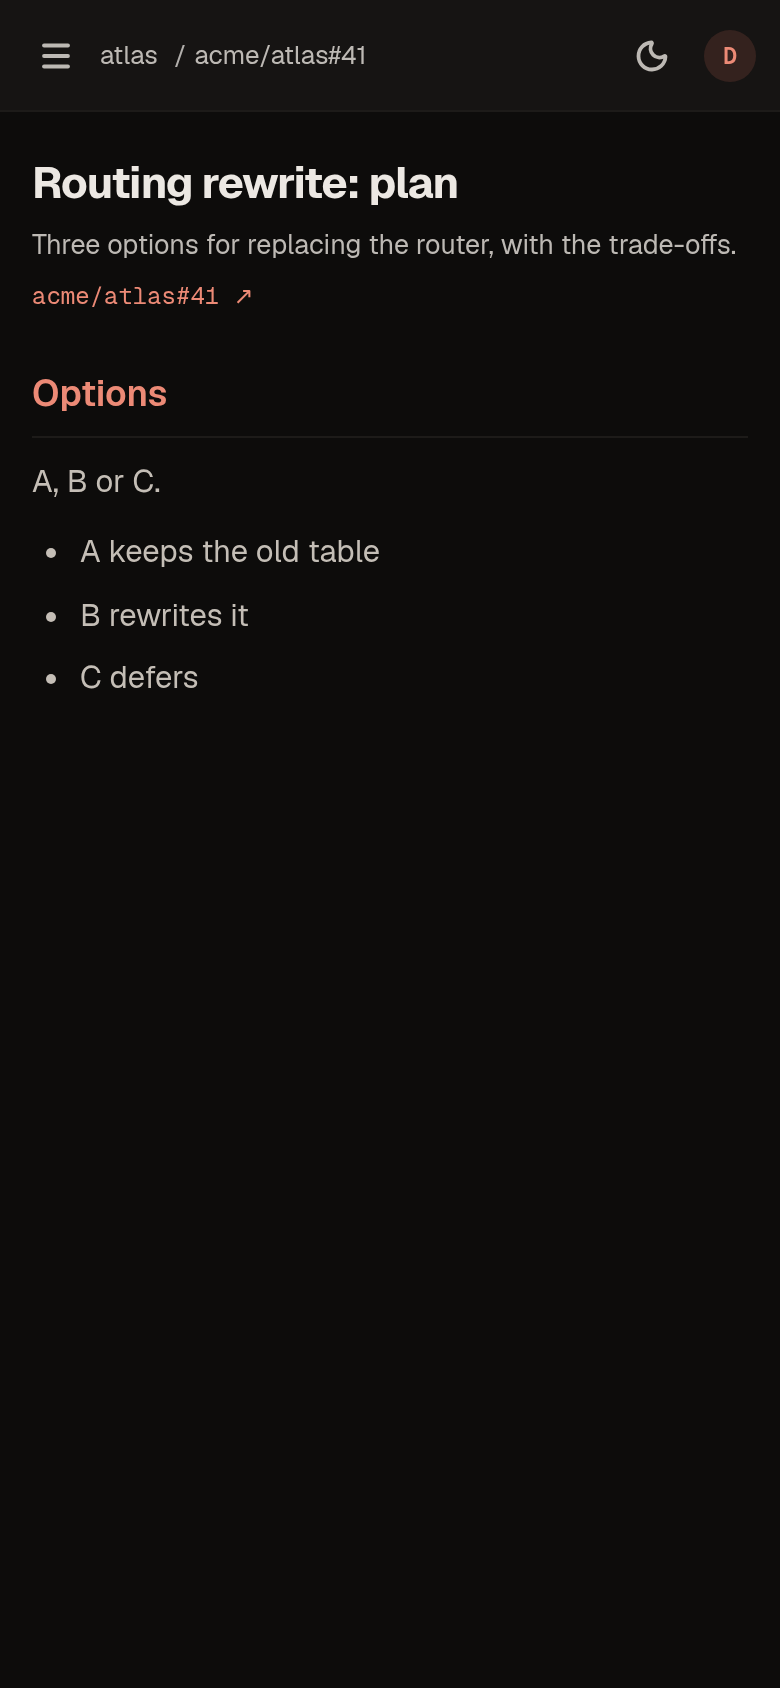 atlas / acme/atlas#41
D
Routing rewrite: plan
Three options for replacing the router, with the trade-offs.
acme/atlas#41 ↗
Options
A, B or C.
• A keeps the old table
• B rewrites it
• C defers